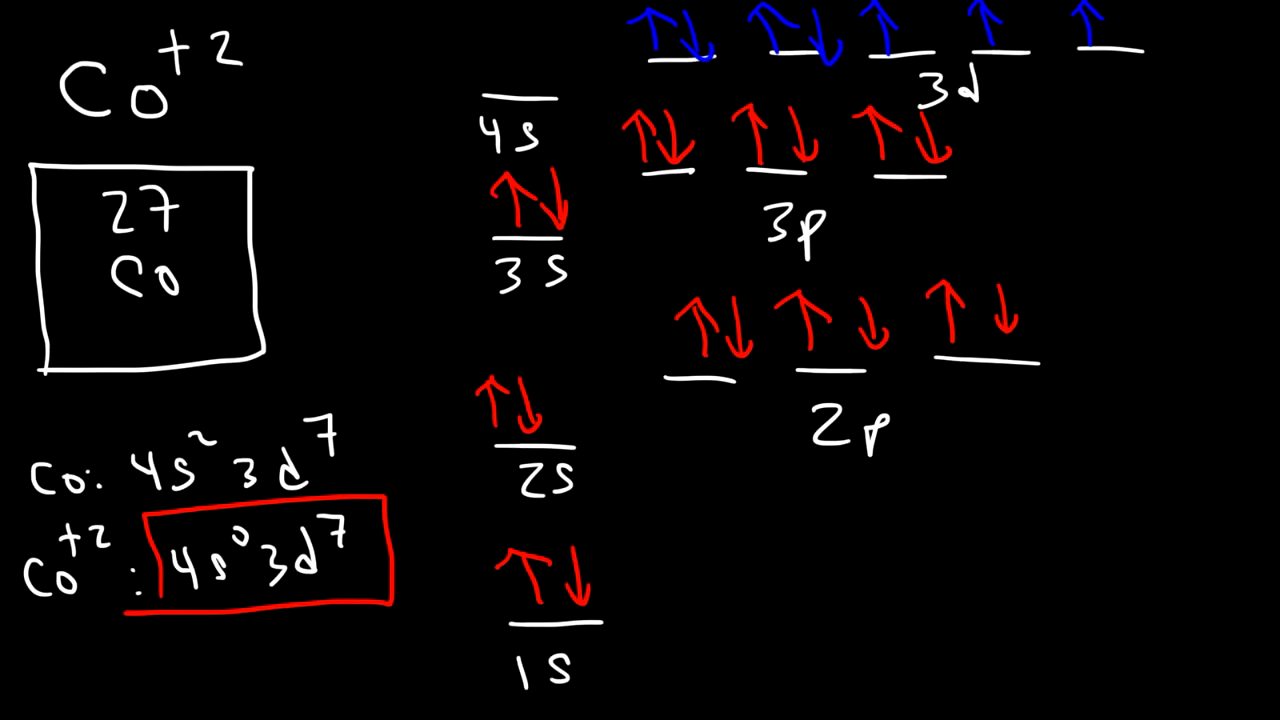 Co⁺²
27
Co
Co: 4s² 3d⁷
Co⁺² : 4s⁰ 3d⁷
3d
4s
3p
3s
2p
2s
1s